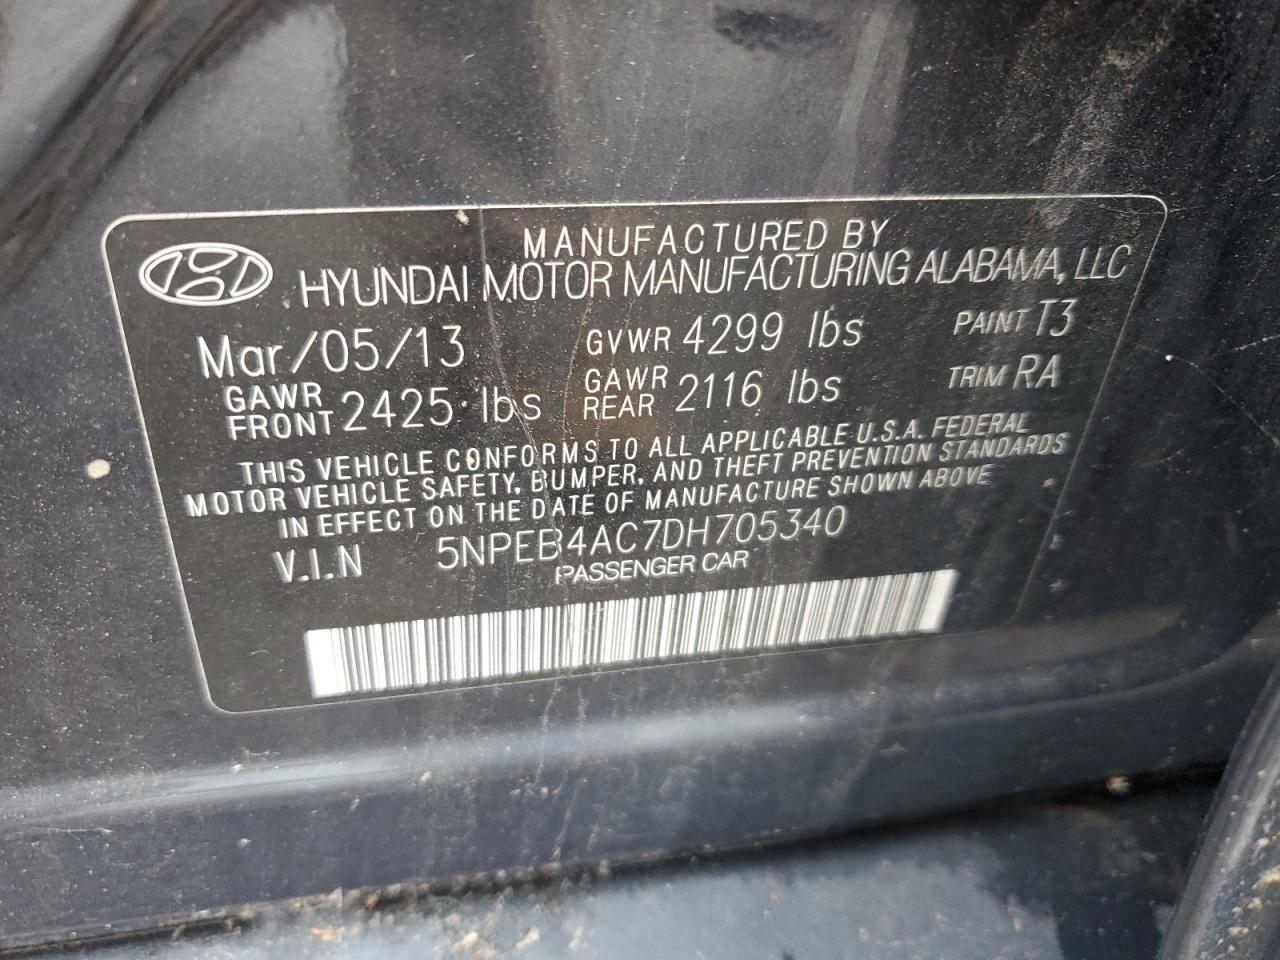 MANUFACTURED BY
HYUNDAI MOTOR MANUFACTURING ALABAMA, LLC
Mar/05/13 GVWR 4299 lbs PAINT T3
GAWR FRONT 2425 lbs GAWR REAR 2116 lbs TRIM RA
THIS VEHICLE CONFORMS TO ALL APPLICABLE U.S.A. FEDERAL
MOTOR VEHICLE SAFETY, BUMPER, AND THEFT PREVENTION STANDARDS
IN EFFECT ON THE DATE OF MANUFACTURE SHOWN ABOVE
V.I.N 5NPEB4AC7DH705340
PASSENGER CAR